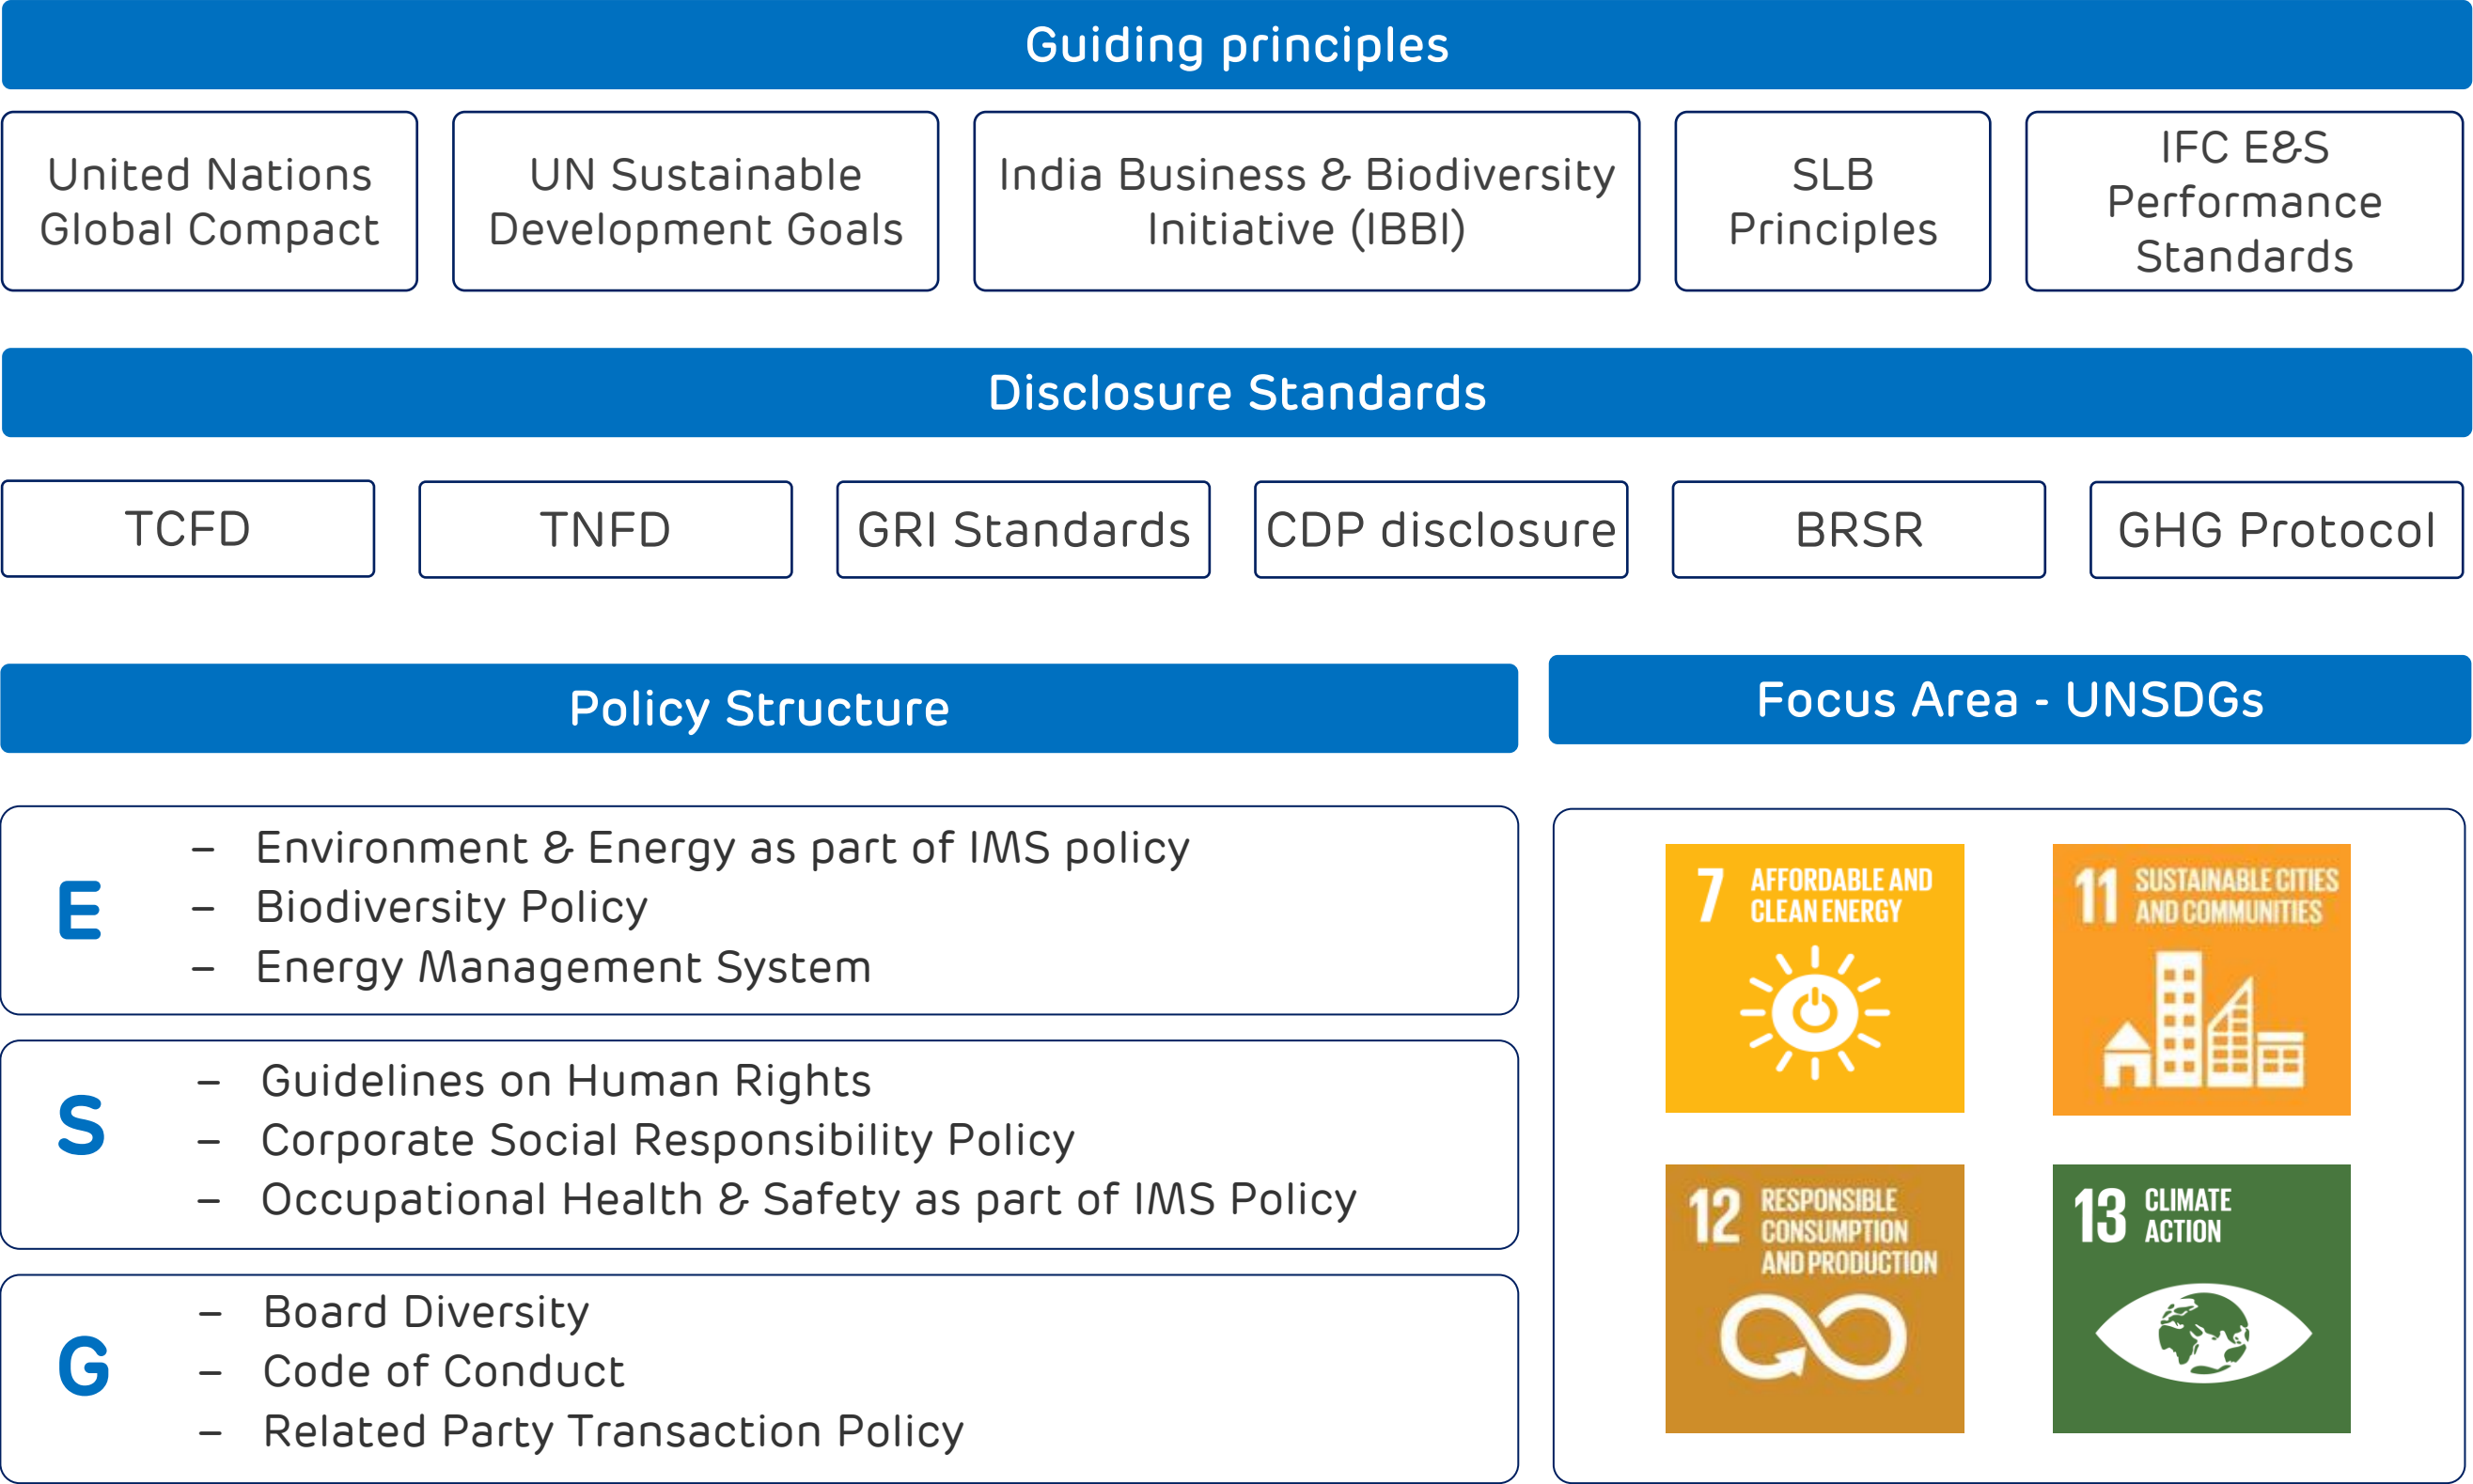 Guiding principles
United Nations
Global Compact
UN Sustainable
Development Goals
India Business & Biodiversity
Initiative (IBBI)
SLB
Principles
IFC E&S
Performance
Standards
Disclosure Standards
TCFD
TNFD
GRI Standards
CDP disclosure
BRSR
GHG Protocol
Policy Structure
E
– Environment & Energy as part of IMS policy
– Biodiversity Policy
– Energy Management System
S
– Guidelines on Human Rights
– Corporate Social Responsibility Policy
– Occupational Health & Safety as part of IMS Policy
G
– Board Diversity
– Code of Conduct
– Related Party Transaction Policy
Focus Area - UNSDGs
7 AFFORDABLE AND
CLEAN ENERGY
11 SUSTAINABLE CITIES
AND COMMUNITIES
12 RESPONSIBLE
CONSUMPTION
AND PRODUCTION
13 CLIMATE
ACTION